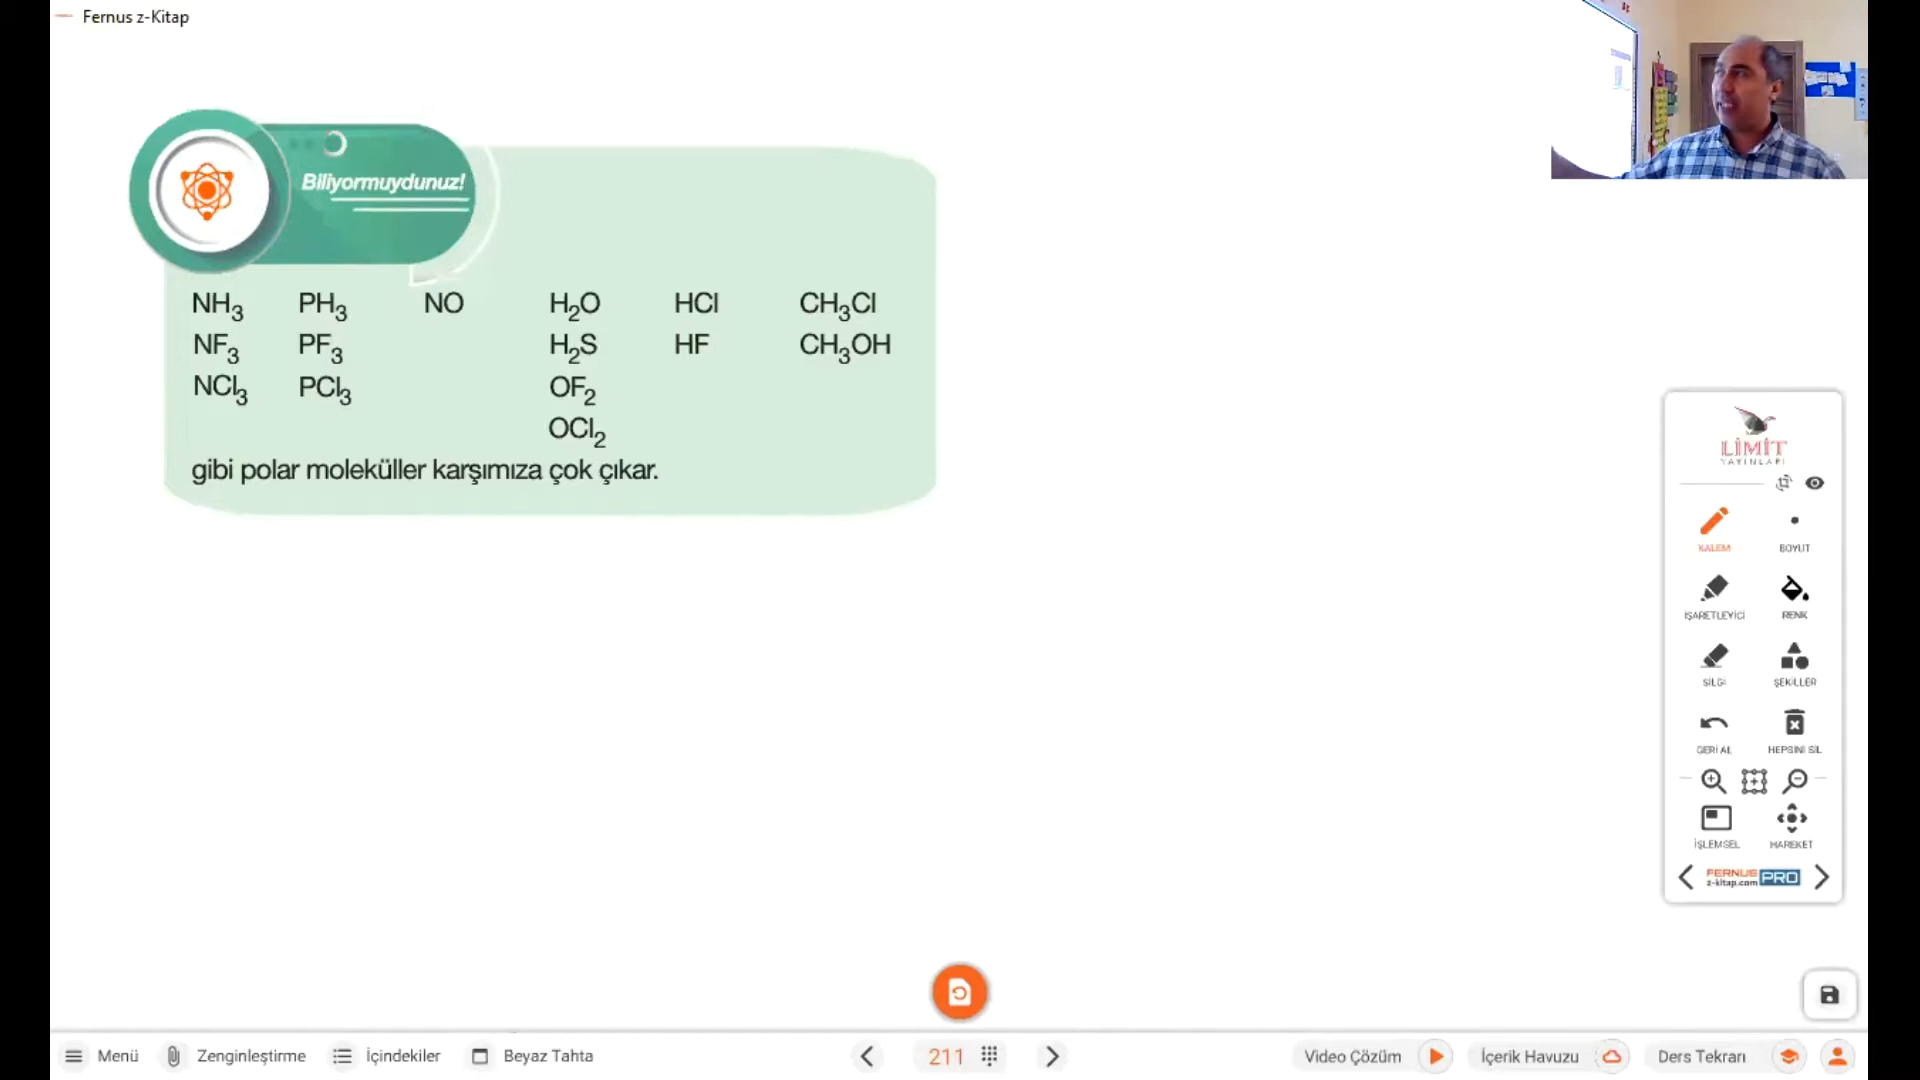 Fernus z-Kitap
Biliyormuydunuz!
NH3 PH3 NO H2O HCl CH3Cl
NF3 PF3 H2S HF CH3OH
NCl3 PCl3 OF2
OCl2
gibi polar moleküller karşımıza çok çıkar.
LİMİT
YAYINLARI
KALEM BOYUT
İŞARETLEYİCİ RENK
SİLGİ ŞEKİLLER
GERİ AL HEPSİNİ SİL
İŞLEMSEL HAREKET
FERNUS
z-kitap.com PRO
Menü Zenginleştirme İçindekiler Beyaz Tahta 211 Video Çözüm İçerik Havuzu Ders Tekrarı